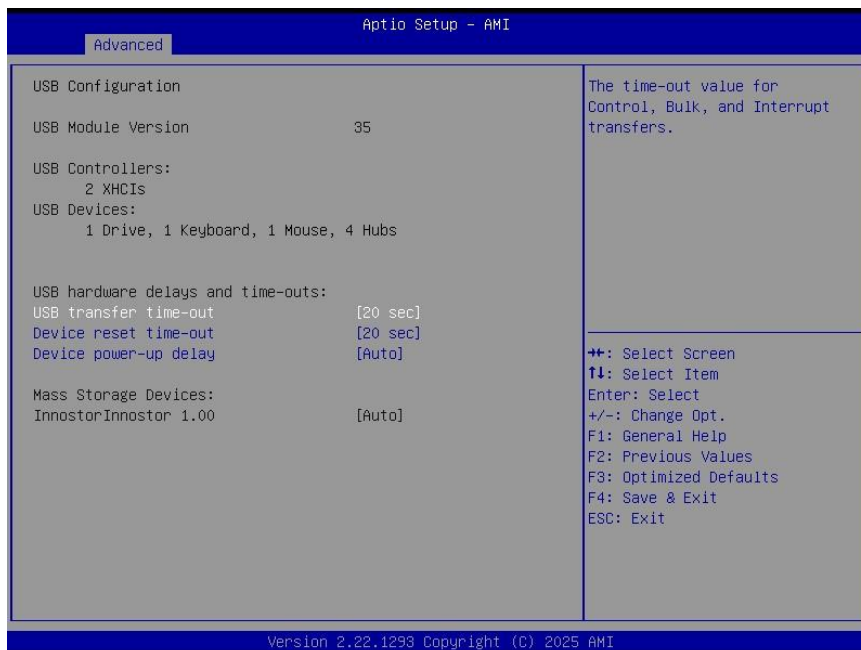 Aptio Setup – AMI
Advanced
USB Configuration
USB Module Version 35
USB Controllers:
2 XHCIs
USB Devices:
1 Drive, 1 Keyboard, 1 Mouse, 4 Hubs
USB hardware delays and time-outs:
USB transfer time-out [20 sec]
Device reset time-out [20 sec]
Device power-up delay [Auto]
Mass Storage Devices:
InnostorInnostor 1.00 [Auto]
The time-out value for
Control, Bulk, and Interrupt
transfers.
→←: Select Screen
↑↓: Select Item
Enter: Select
+/-: Change Opt.
F1: General Help
F2: Previous Values
F3: Optimized Defaults
F4: Save & Exit
ESC: Exit
Version 2.22.1293 Copyright (C) 2025 AMI